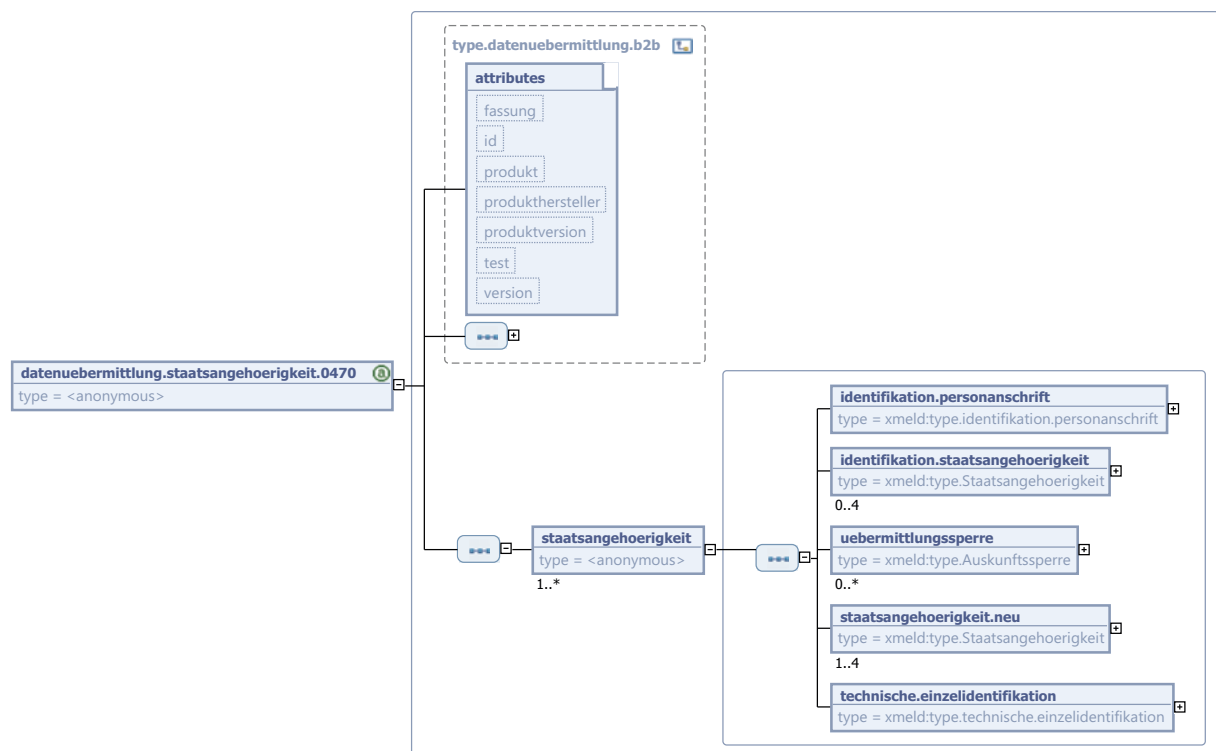 type.datenuebermittlung.b2b
attributes
fassung
id
produkt
produkthersteller
produktversion
test
version
datenuebermittlung.staatsangehoerigkeit.0470
type = <anonymous>
staatsangehoerigkeit
type = <anonymous>
1..*
identifikation.personanschrift
type = xmeld:type.identifikation.personanschrift
identifikation.staatsangehoerigkeit
type = xmeld:type.Staatsangehoerigkeit
0..4
uebermittlungssperre
type = xmeld:type.Auskunftssperre
0..*
staatsangehoerigkeit.neu
type = xmeld:type.Staatsangehoerigkeit
1..4
technische.einzelidentifikation
type = xmeld:type.technische.einzelidentifikation